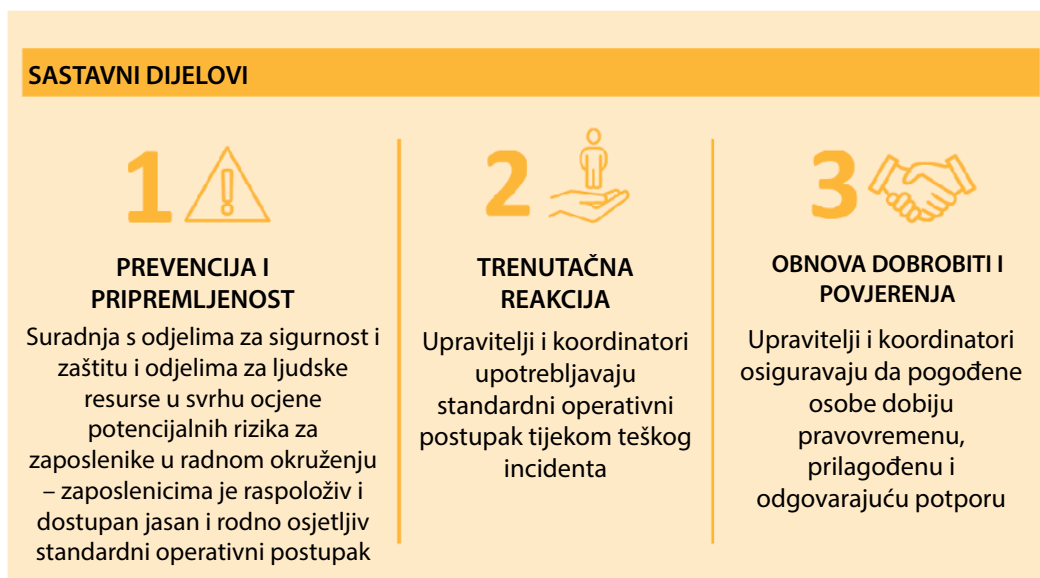 SASTAVNI DIJELOVI
1
PREVENCIJA I
PRIPREMLJENOST
Suradnja s odjelima za sigurnost i
zaštitu i odjelima za ljudske
resurse u svrhu ocjene
potencijalnih rizika za
zaposlenike u radnom okruženju
– zaposlenicima je raspoloživ i
dostupan jasan i rodno osjetljiv
standardni operativni postupak
2
TRENUTAČNA
REAKCIJA
Upravitelji i koordinatori
upotrebljavaju
standardni operativni
postupak tijekom teškog
incidenta
3
OBNOVA DOBROBITI I
POVJERENJA
Upravitelji i koordinatori
osiguravaju da pogođene
osobe dobiju
pravovremenu,
prilagođenu i
odgovarajuću potporu